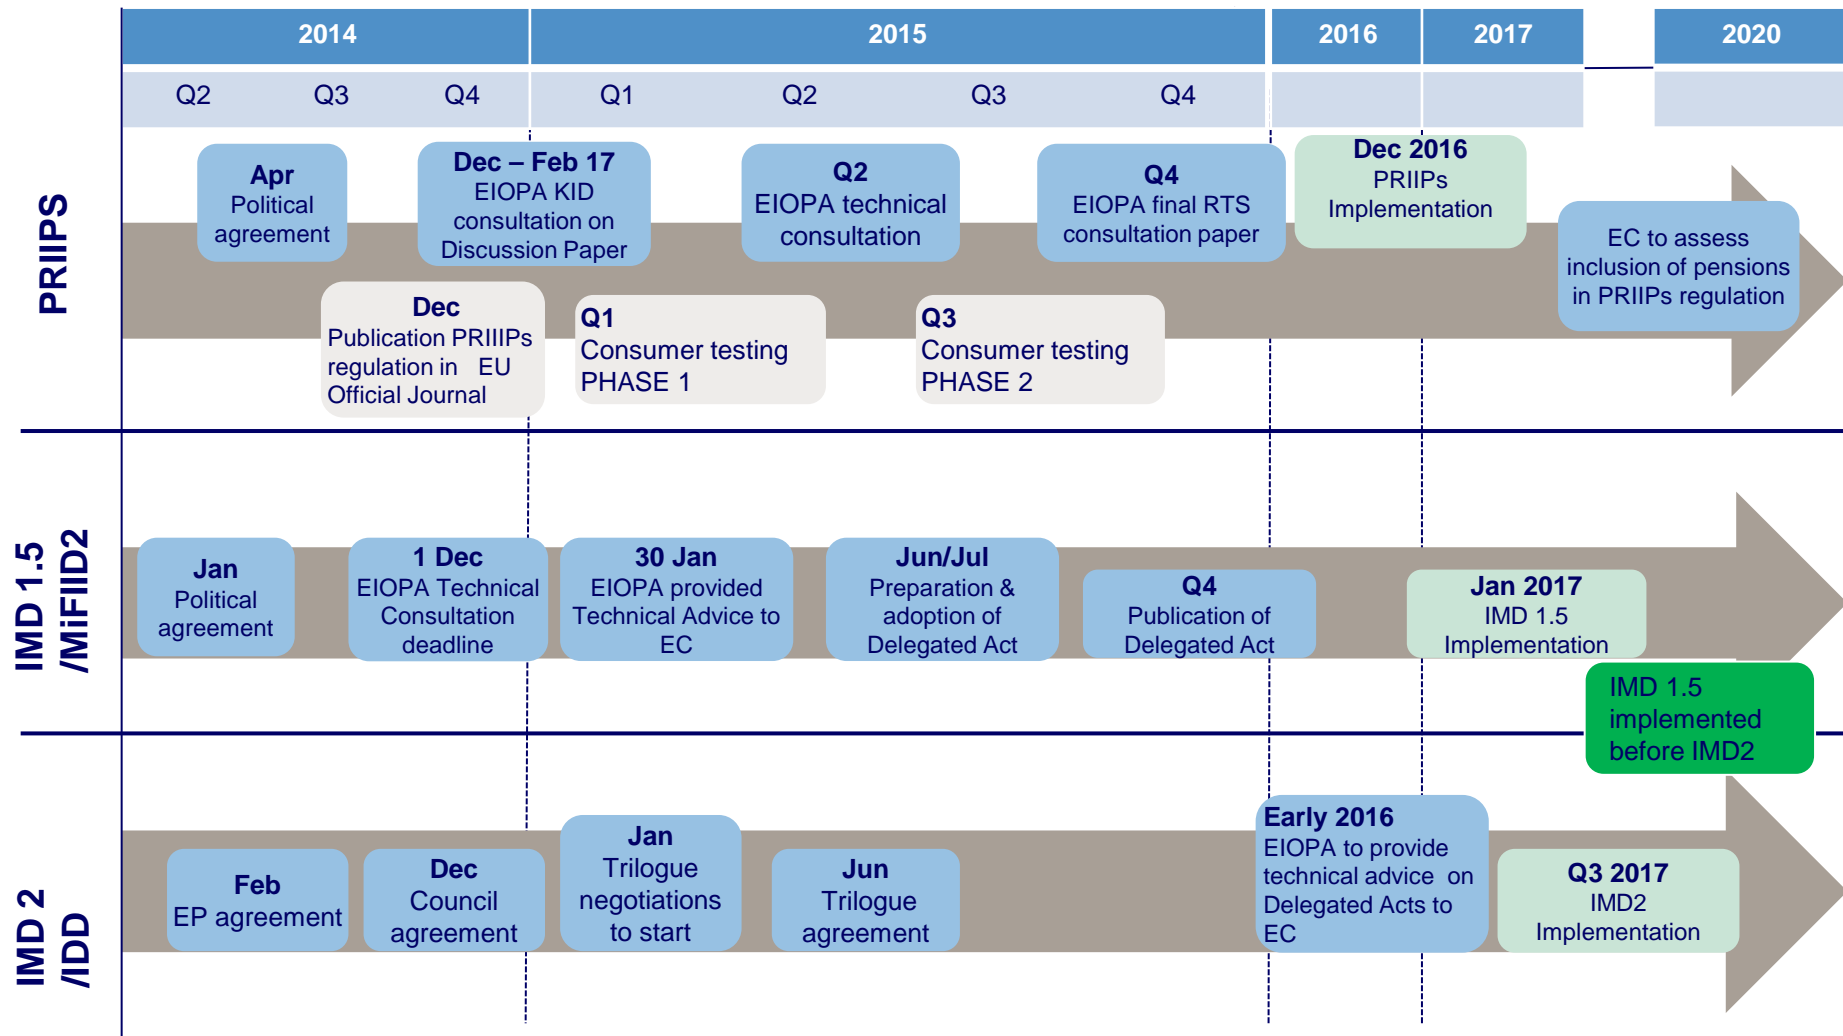 2014
2015
2016
2017
2020
Q2
Q3
Q4
Q1
Q2
Q3
Q4
PRIIPS
Apr
Political
agreement
Dec – Feb 17
EIOPA KID
consultation on
Discussion Paper
Q2
EIOPA technical
consultation
Q4
EIOPA final RTS
consultation paper
Dec 2016
PRIIPs
Implementation
EC to assess
inclusion of pensions
in PRIIPs regulation
Dec
Publication PRIIIPs
regulation in EU
Official Journal
Q1
Consumer testing
PHASE 1
Q3
Consumer testing
PHASE 2
IMD 1.5
/MiFIID2
Jan
Political
agreement
1 Dec
EIOPA Technical
Consultation
deadline
30 Jan
EIOPA provided
Technical Advice to
EC
Jun/Jul
Preparation &
adoption of
Delegated Act
Q4
Publication of
Delegated Act
Jan 2017
IMD 1.5
Implementation
IMD 1.5
implemented
before IMD2
IMD 2
/IDD
Feb
EP agreement
Dec
Council
agreement
Jan
Trilogue
negotiations
to start
Jun
Trilogue
agreement
Early 2016
EIOPA to provide
technical advice on
Delegated Acts to
EC
Q3 2017
IMD2
Implementation